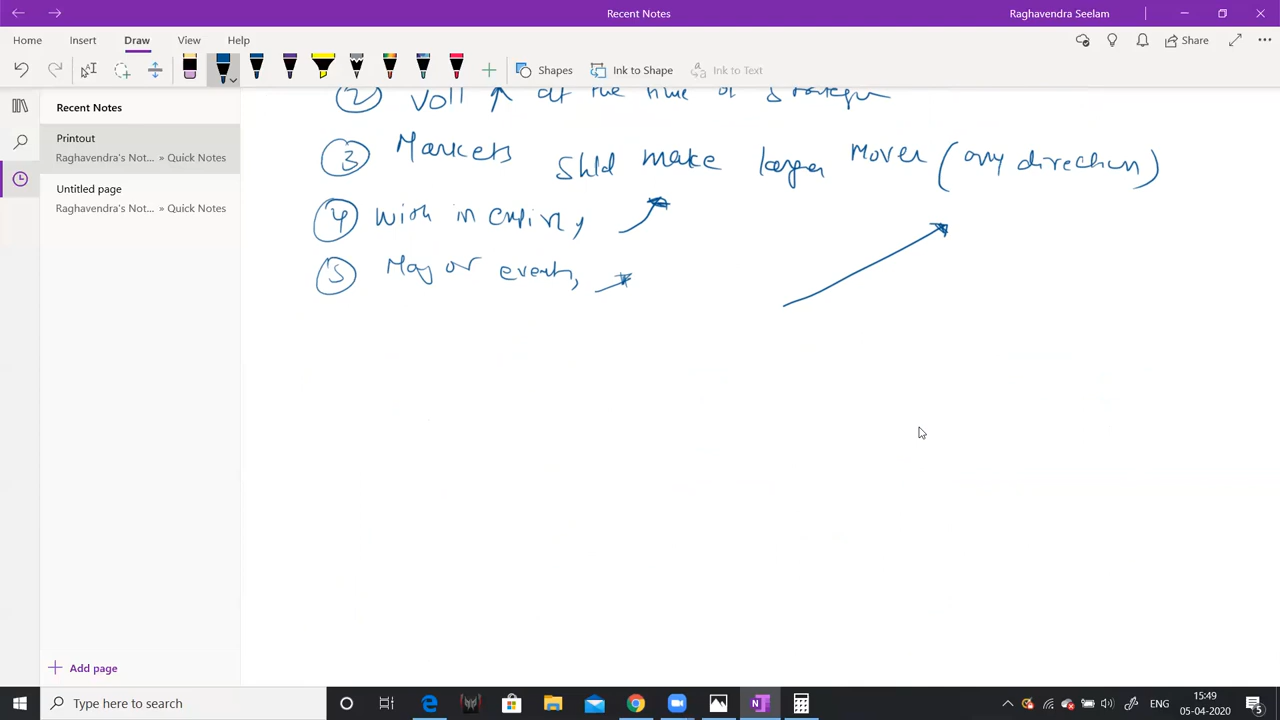 Recent Notes
Raghavendra Seelam
Home Insert Draw View Help
Share
Shapes
Ink to Shape
Ink to Text
Recent Notes
Printout
Raghavendra's Not... » Quick Notes
Untitled page
Raghavendra's Not... » Quick Notes
② Voll ↑ at the time of
③ Markets Shld make larger Moves (any direction)
④ With in expiry
⑤ Major events
Add page
Type here to search
ENG
15:49
05-04-2020
5